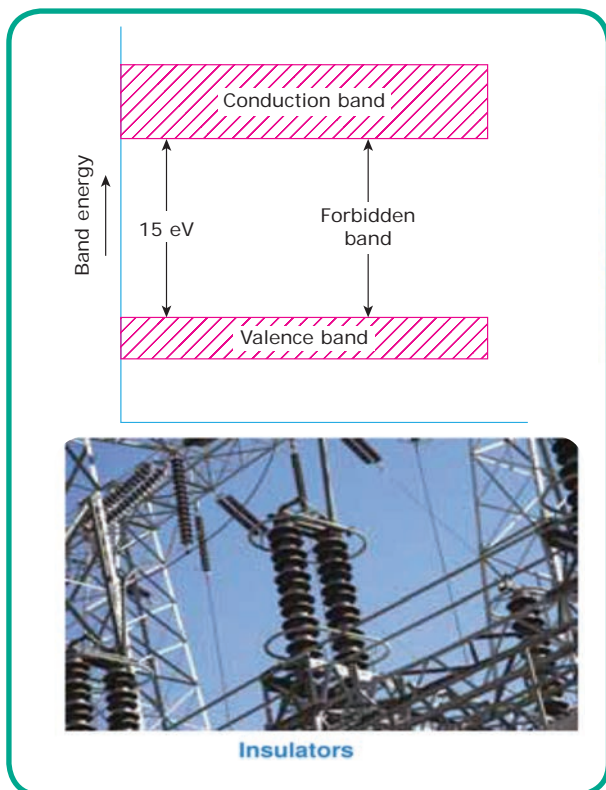 Conduction band
Band energy
15 eV
Forbidden
band
Valence band
Insulators